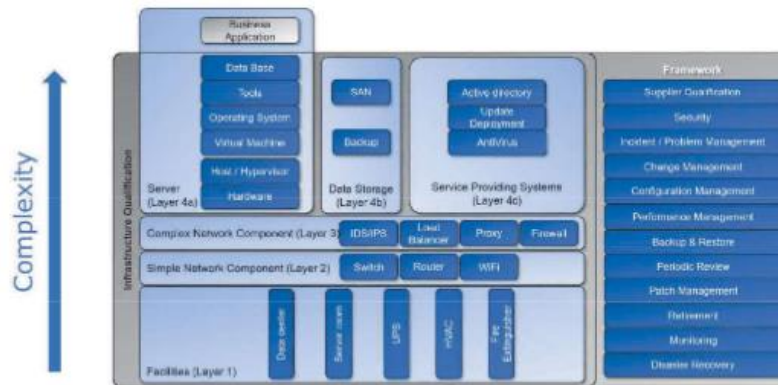 Complexity
Infrastructure Qualification
Business
Application
Data Base
Tools
Operating System
Virtual Machine
Host / Hypervisor
Hardware
Server
(Layer 4a)
SAN
Backup
Data Storage
(Layer 4b)
Active directory
Update
Deployment
AntiVirus
Service Providing Systems
(Layer 4c)
Complex Network Component (Layer 3)
IDS/IPS
Load
Balancer
Proxy
Firewall
Simple Network Component (Layer 2)
Switch
Router
WiFi
Data center
Server room
UPS
HVAC
Fire
Extinguisher
Facilities (Layer 1)
Framework
Supplier Qualification
Security
Incident / Problem Management
Change Management
Configuration Management
Performance Management
Backup & Restore
Periodic Review
Patch Management
Retirement
Monitoring
Disaster Recovery